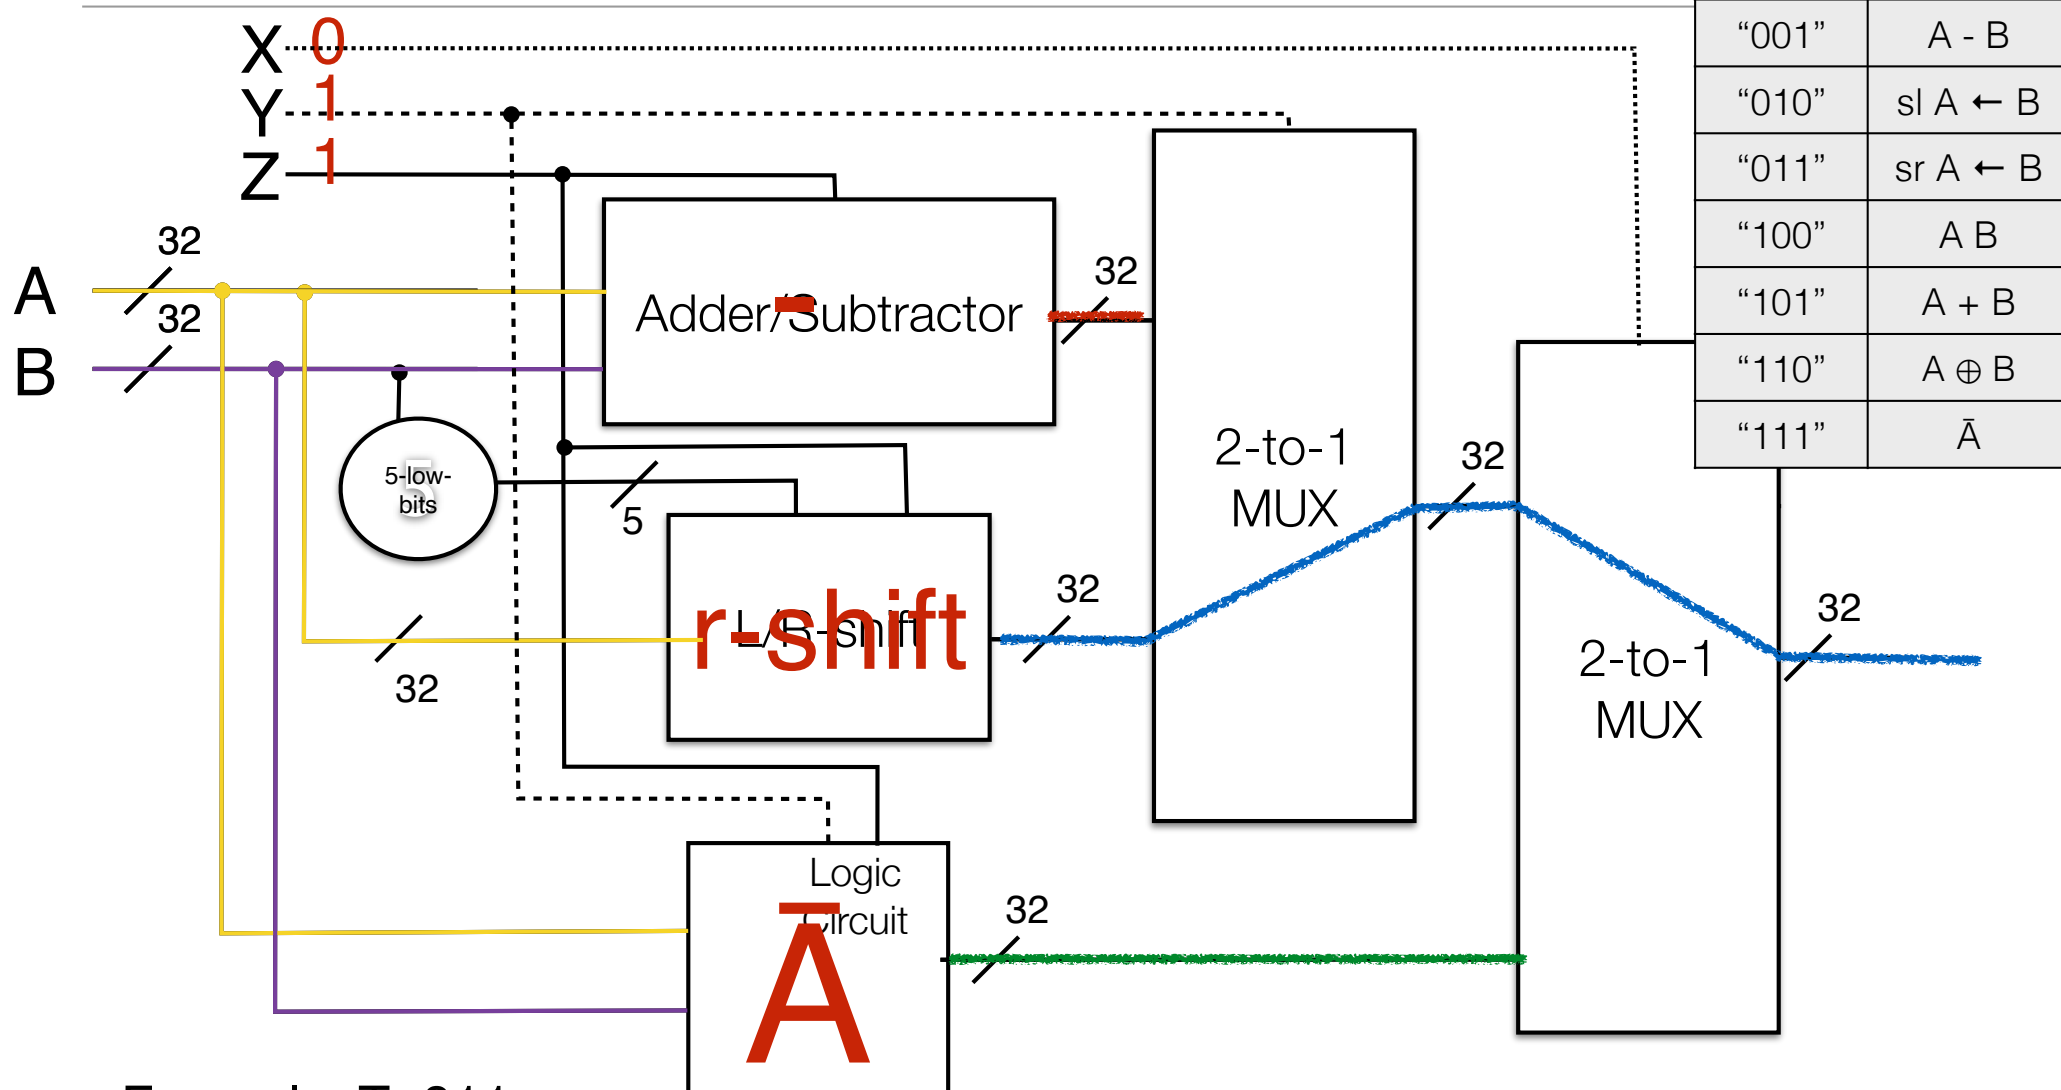 X 0
Y 1
Z 1
"001" A - B
"010" sl A ← B
"011" sr A ← B
"100" A B
"101" A + B
"110" A ⊕ B
"111" Ā
32
A
32
B
Adder/Subtractor
-
32
5-low-
bits
5
5
32
L/R-shift
r-shift
32
2-to-1
MUX
32
2-to-1
MUX
32
Logic
Circuit
Ā
32